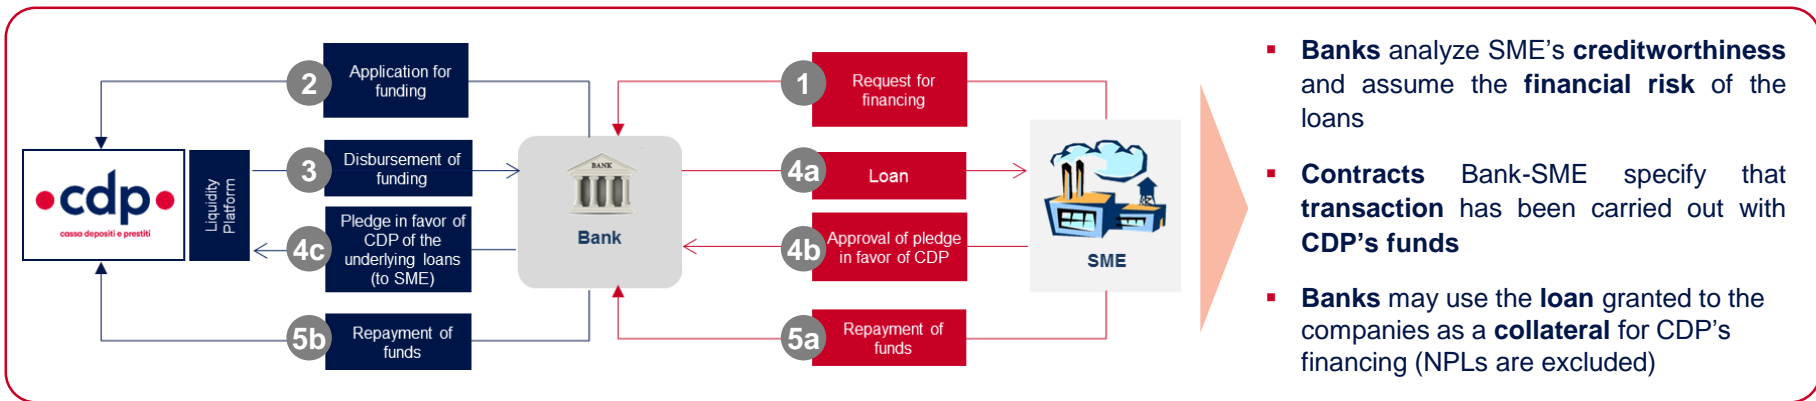 2
Application for
funding
1
Request for
financing
cdp
cassa depositi e prestiti
Liquidity
Platform
3
Disbursement of
funding
BANK
Bank
4a
Loan
SME
4c
Pledge in favor of
CDP of the
underlying loans
(to SME)
4b
Approval of pledge
in favor of CDP
5b
Repayment of
funds
5a
Repayment of
funds
▪ Banks analyze SME's creditworthiness
and assume the financial risk of the
loans
▪ Contracts Bank-SME specify that
transaction has been carried out with
CDP's funds
▪ Banks may use the loan granted to the
companies as a collateral for CDP's
financing (NPLs are excluded)